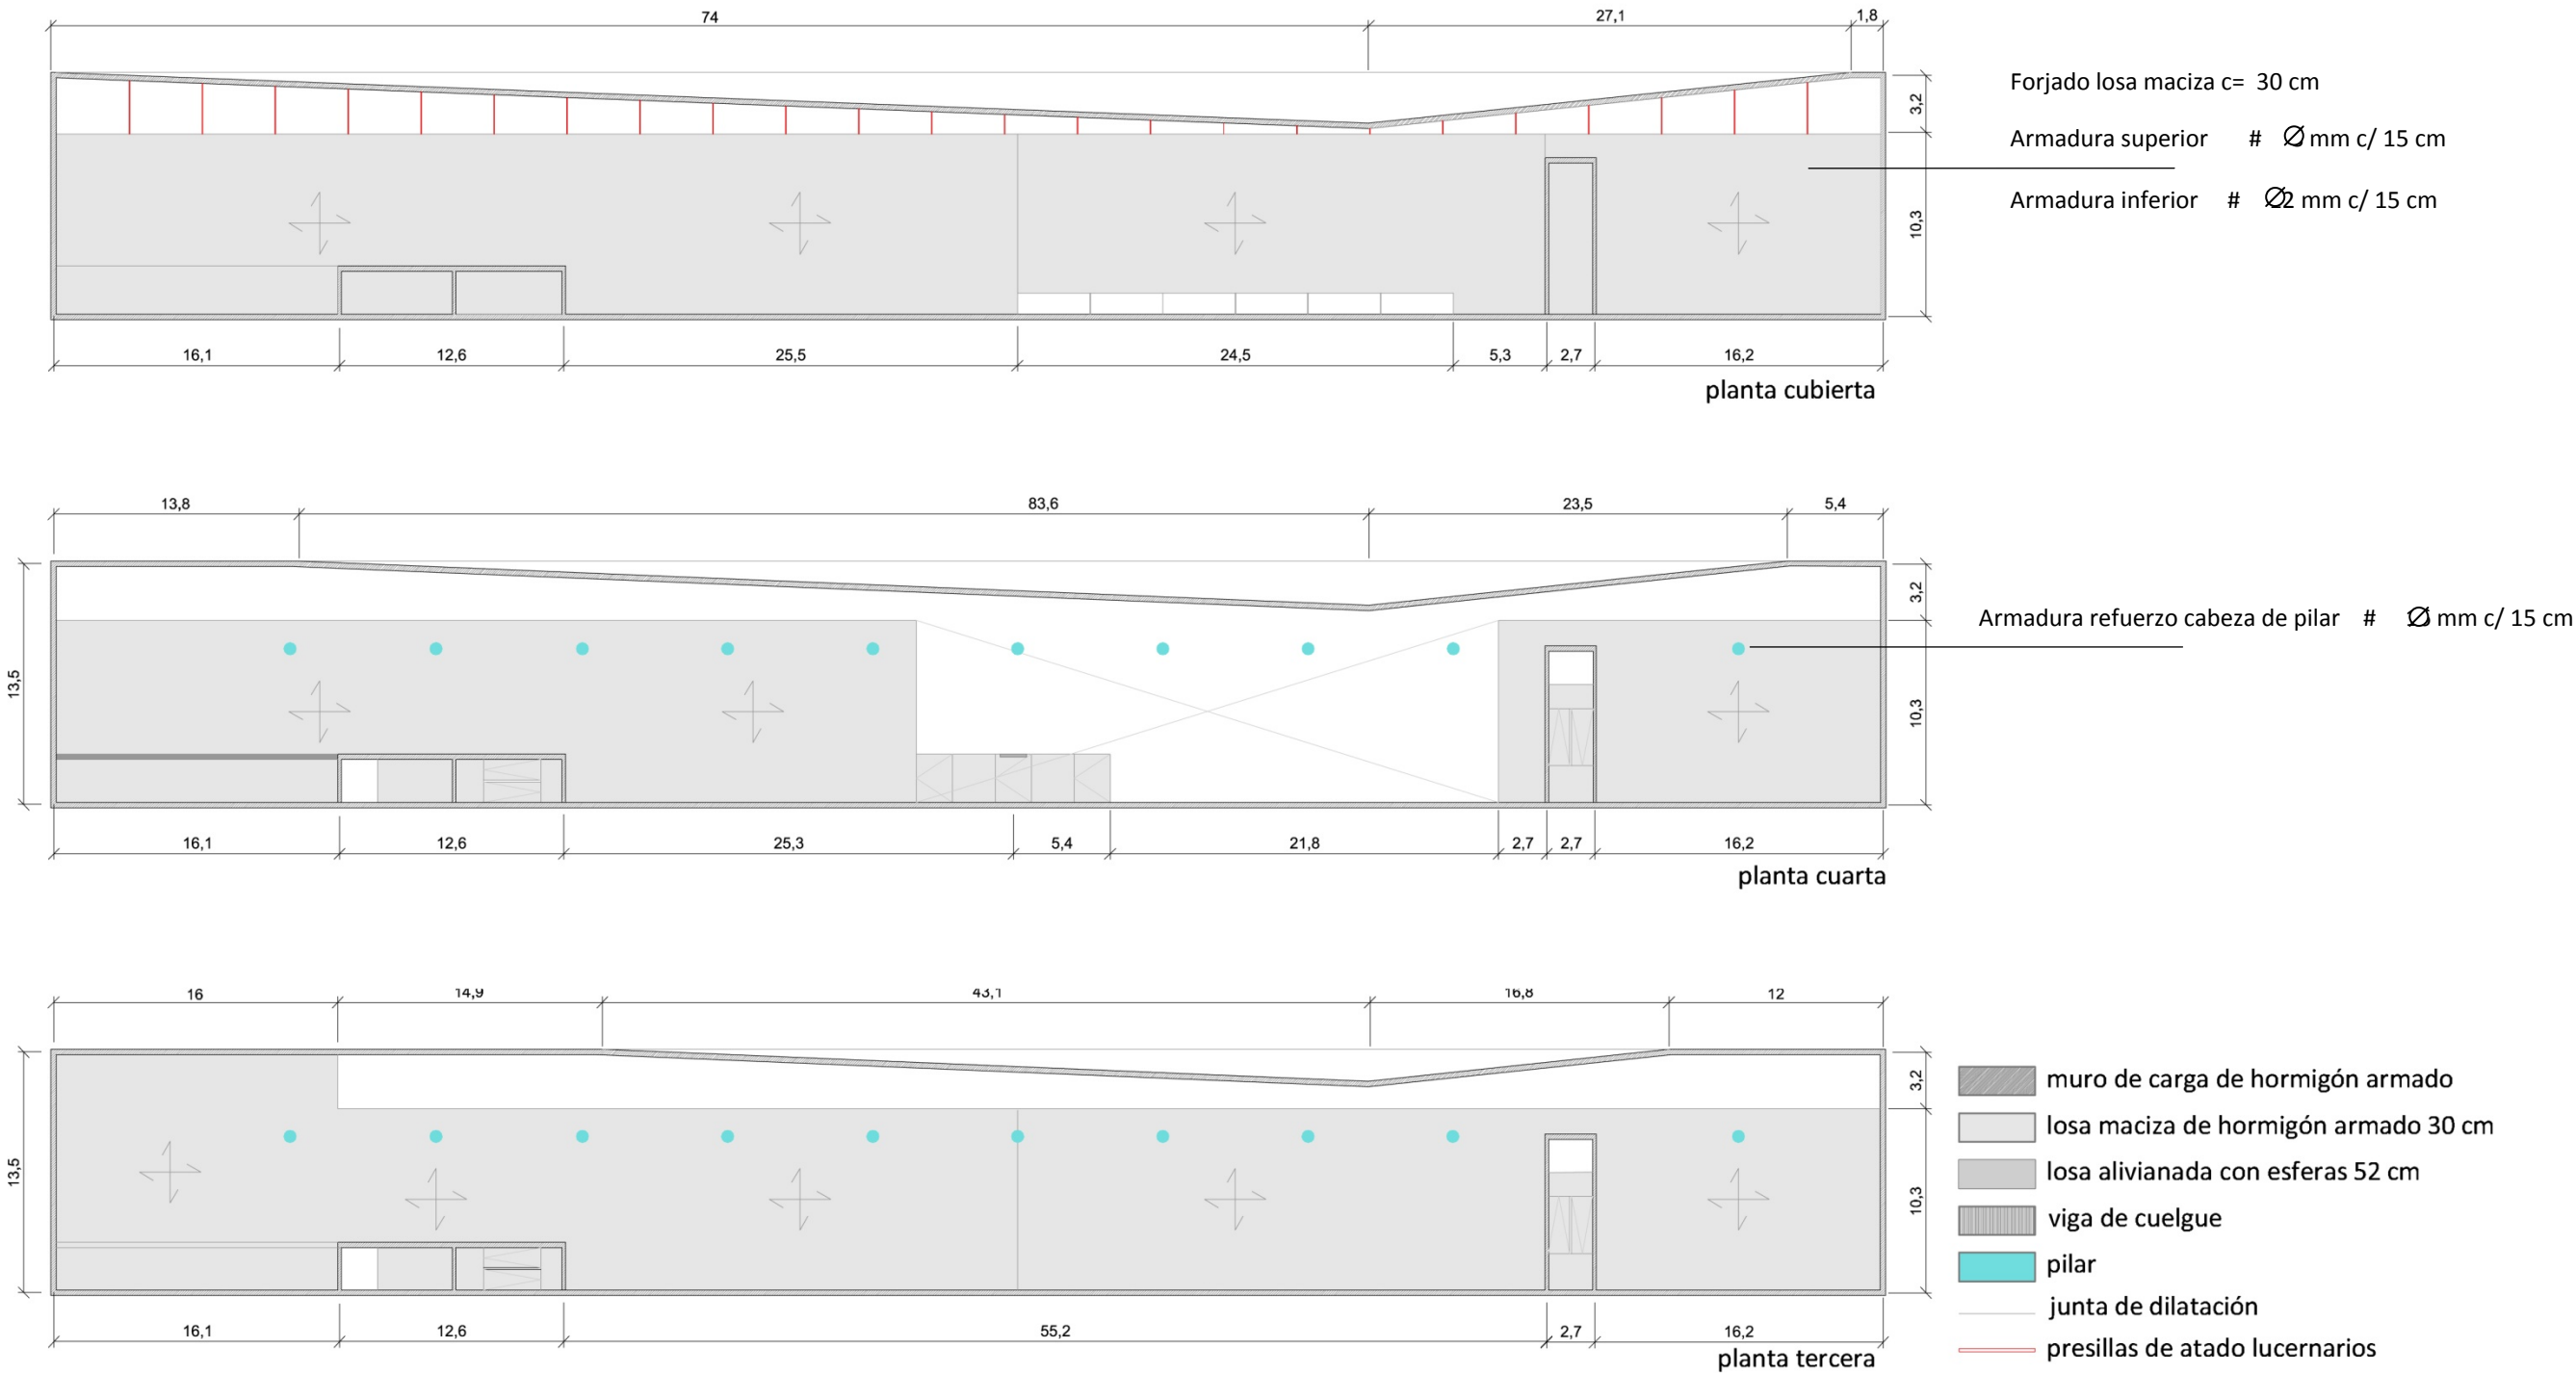 74 27,1 1,8
Forjado losa maciza c= 30 cm
3,2
Armadura superior # Ø mm c/ 15 cm
Armadura inferior # Ø2 mm c/ 15 cm
10,3
16,1 12,6 25,5 24,5 5,3 2,7 16,2
planta cubierta
13,8 83,6 23,5 5,4
3,2
Armadura refuerzo cabeza de pilar # Ø mm c/ 15 cm
13,5
10,3
16,1 12,6 25,3 5,4 21,8 2,7 2,7 16,2
planta cuarta
16 14,9 43,1 16,8 12
3,2
13,5
10,3
16,1 12,6 55,2 2,7 16,2
planta tercera
muro de carga de hormigón armado
losa maciza de hormigón armado 30 cm
losa alivianada con esferas 52 cm
viga de cuelgue
pilar
junta de dilatación
presillas de atado lucernarios